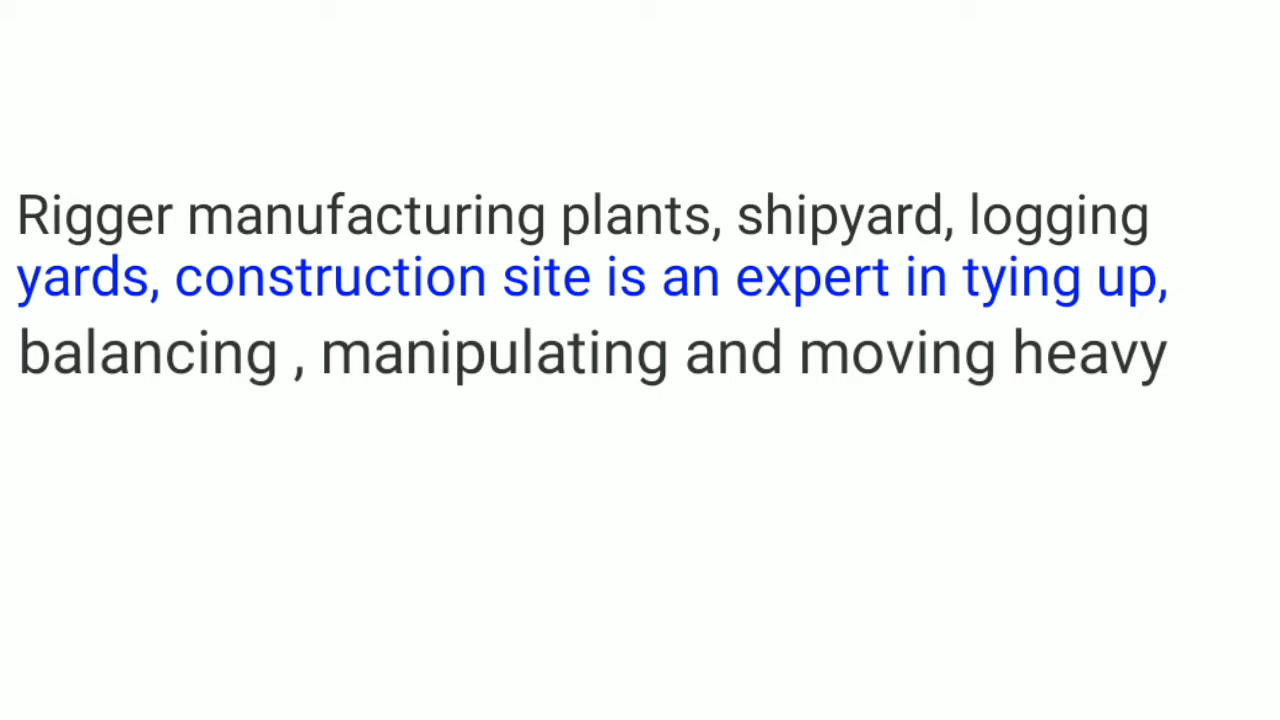 Rigger manufacturing plants, shipyard, logging
yards, construction site is an expert in tying up,
balancing , manipulating and moving heavy